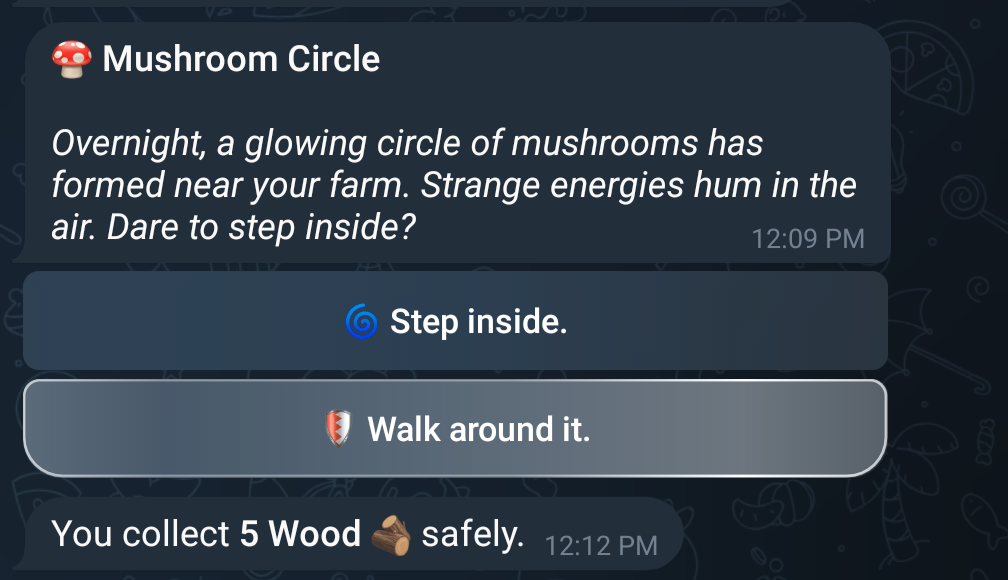 🍄 Mushroom Circle
Overnight, a glowing circle of mushrooms has
formed near your farm. Strange energies hum in the
air. Dare to step inside?
12:09 PM
🌀 Step inside.
🛡️ Walk around it.
You collect 5 Wood 🪵 safely. 12:12 PM